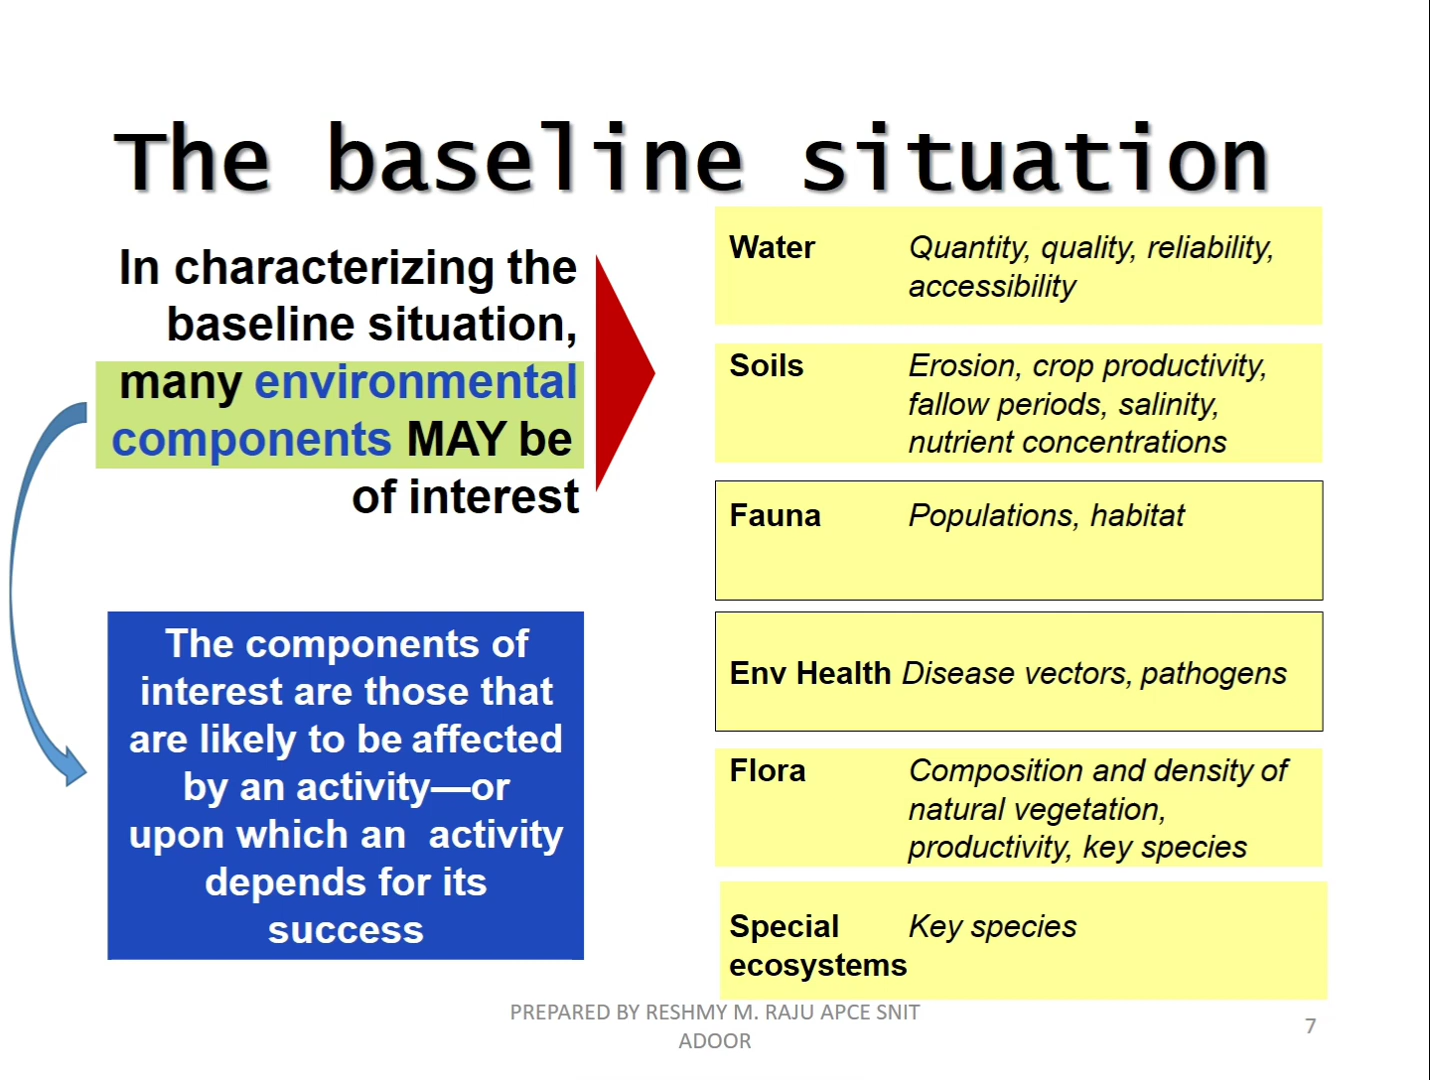 The baseline situation
In characterizing the
baseline situation,
many environmental
components MAY be
of interest
The components of
interest are those that
are likely to be affected
by an activity—or
upon which an activity
depends for its
success
Water Quantity, quality, reliability,
accessibility
Soils Erosion, crop productivity,
fallow periods, salinity,
nutrient concentrations
Fauna Populations, habitat
Env Health Disease vectors, pathogens
Flora Composition and density of
natural vegetation,
productivity, key species
Special Key species
ecosystems
PREPARED BY RESHMY M. RAJU APCE SNIT
ADOOR
7